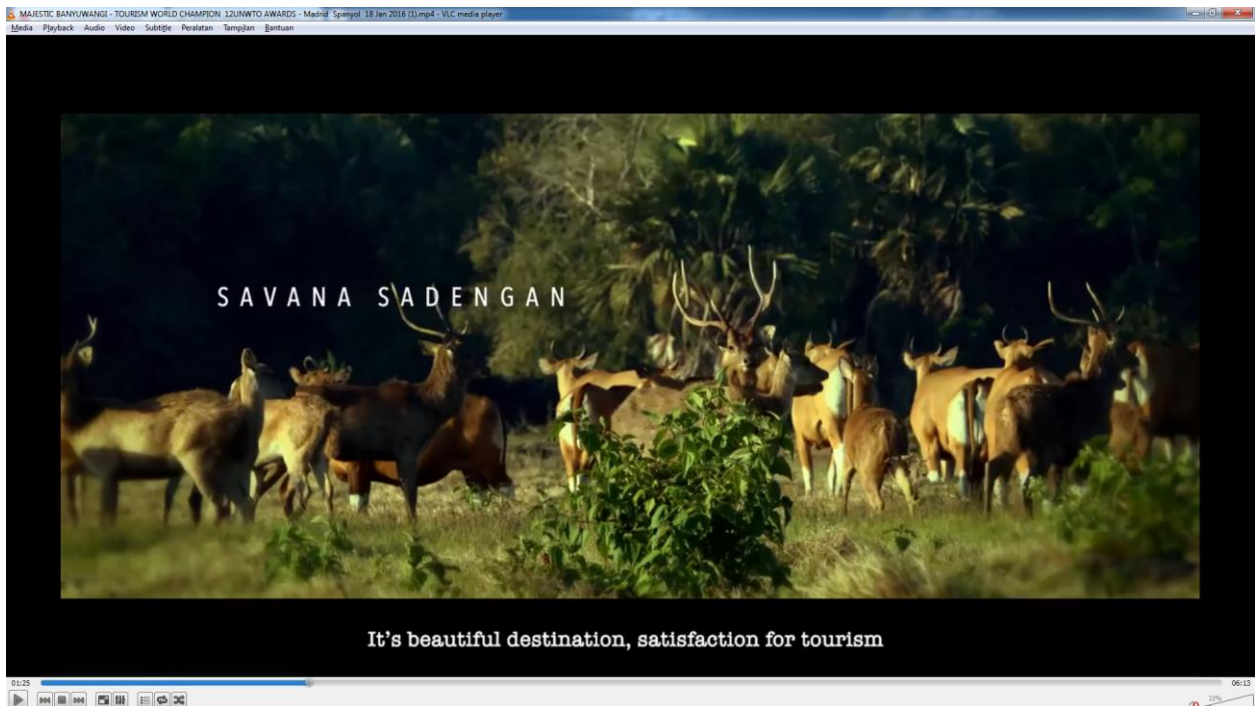 MAJESTIC BANYUWANGI - TOURISM WORLD CHAMPION 12UNWTO AWARDS - Madrid Spanyol 18 Jan 2016 (1).mp4 - VLC media player
Media Playback Audio Video Subtitle Peralatan Tampilan Bantuan
SAVANA SADENGAN
It's beautiful destination, satisfaction for tourism
01:25 06:13
22%